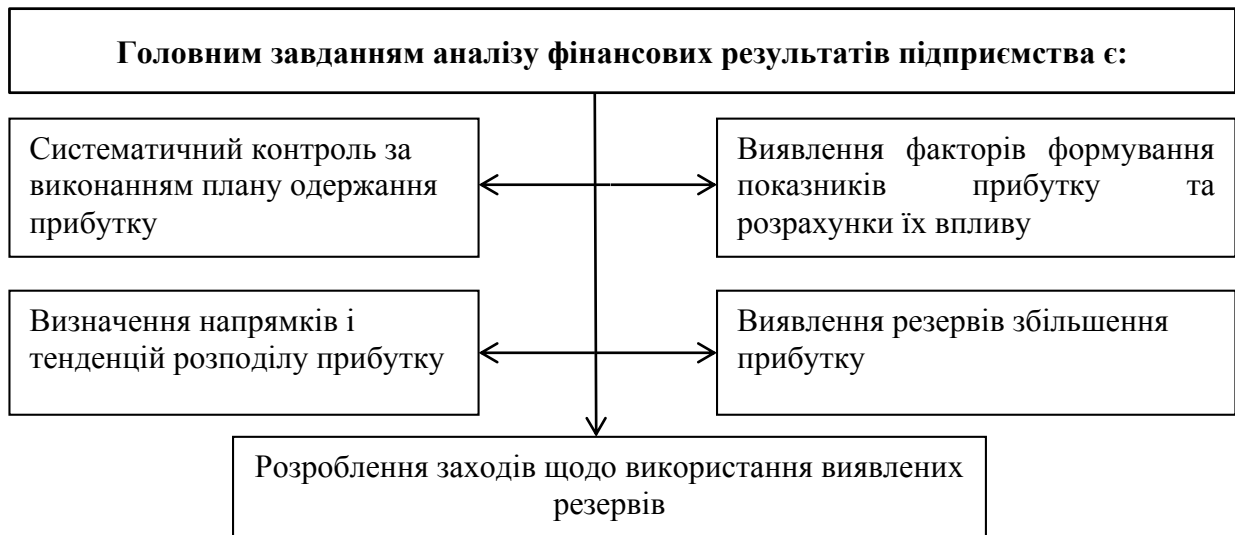 Головним завданням аналізу фінансових результатів підприємства є:
Систематичний контроль за
виконанням плану одержання
прибутку
Виявлення факторів формування
показників прибутку та
розрахунки їх впливу
Визначення напрямків і
тенденцій розподілу прибутку
Виявлення резервів збільшення
прибутку
Розроблення заходів щодо використання виявлених
резервів